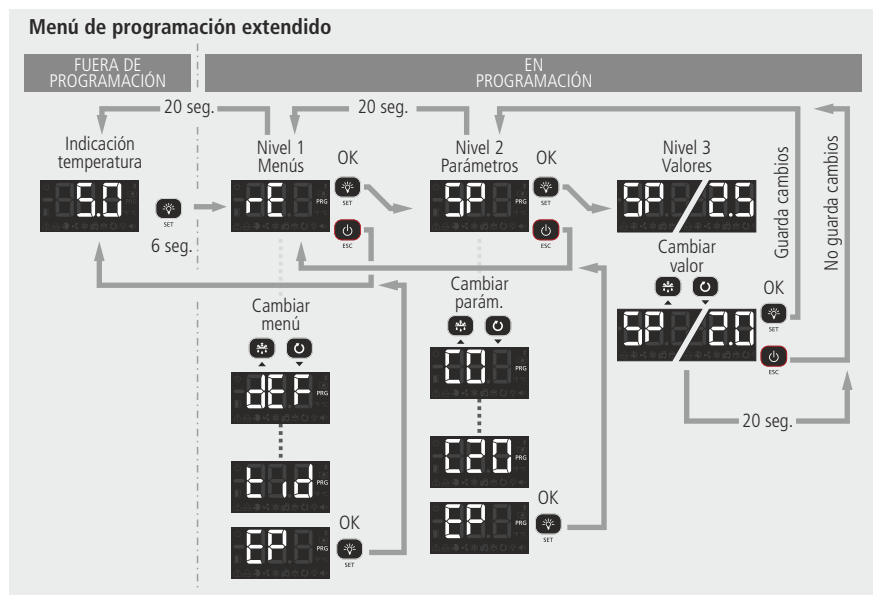 Menú de programación extendido
FUERA DE
PROGRAMACIÓN
EN
PROGRAMACIÓN
20 seg.
20 seg.
Indicación
temperatura
Nivel 1
Menús
OK
Nivel 2
Parámetros
OK
Nivel 3
Valores
5.0
SET
6 seg.
rE
PRG
SET
ESC
SP
PRG
SET
ESC
SP / 2.5
Guarda cambios
No guarda cambios
Cambiar
valor
OK
SP / 2.0
SET
ESC
20 seg.
Cambiar
menú
dEF
PRG
tid
PRG
EP
PRG
OK
SET
Cambiar
parám.
C0
PRG
C20
PRG
EP
PRG
OK
SET